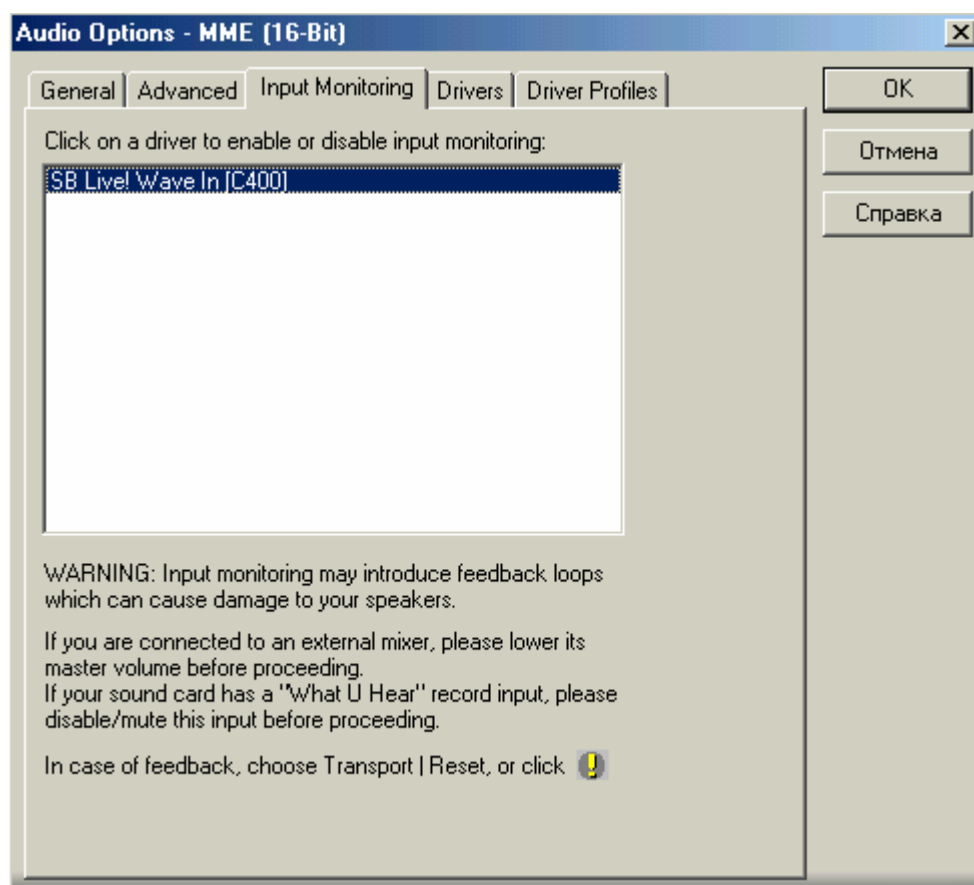 Audio Options - MME (16-Bit)
General Advanced Input Monitoring Drivers Driver Profiles
OK
Отмена
Справка
Click on a driver to enable or disable input monitoring:
SB Live! Wave In [C400]
WARNING: Input monitoring may introduce feedback loops
which can cause damage to your speakers.
If you are connected to an external mixer, please lower its
master volume before proceeding.
If your sound card has a "What U Hear" record input, please
disable/mute this input before proceeding.
In case of feedback, choose Transport | Reset, or click